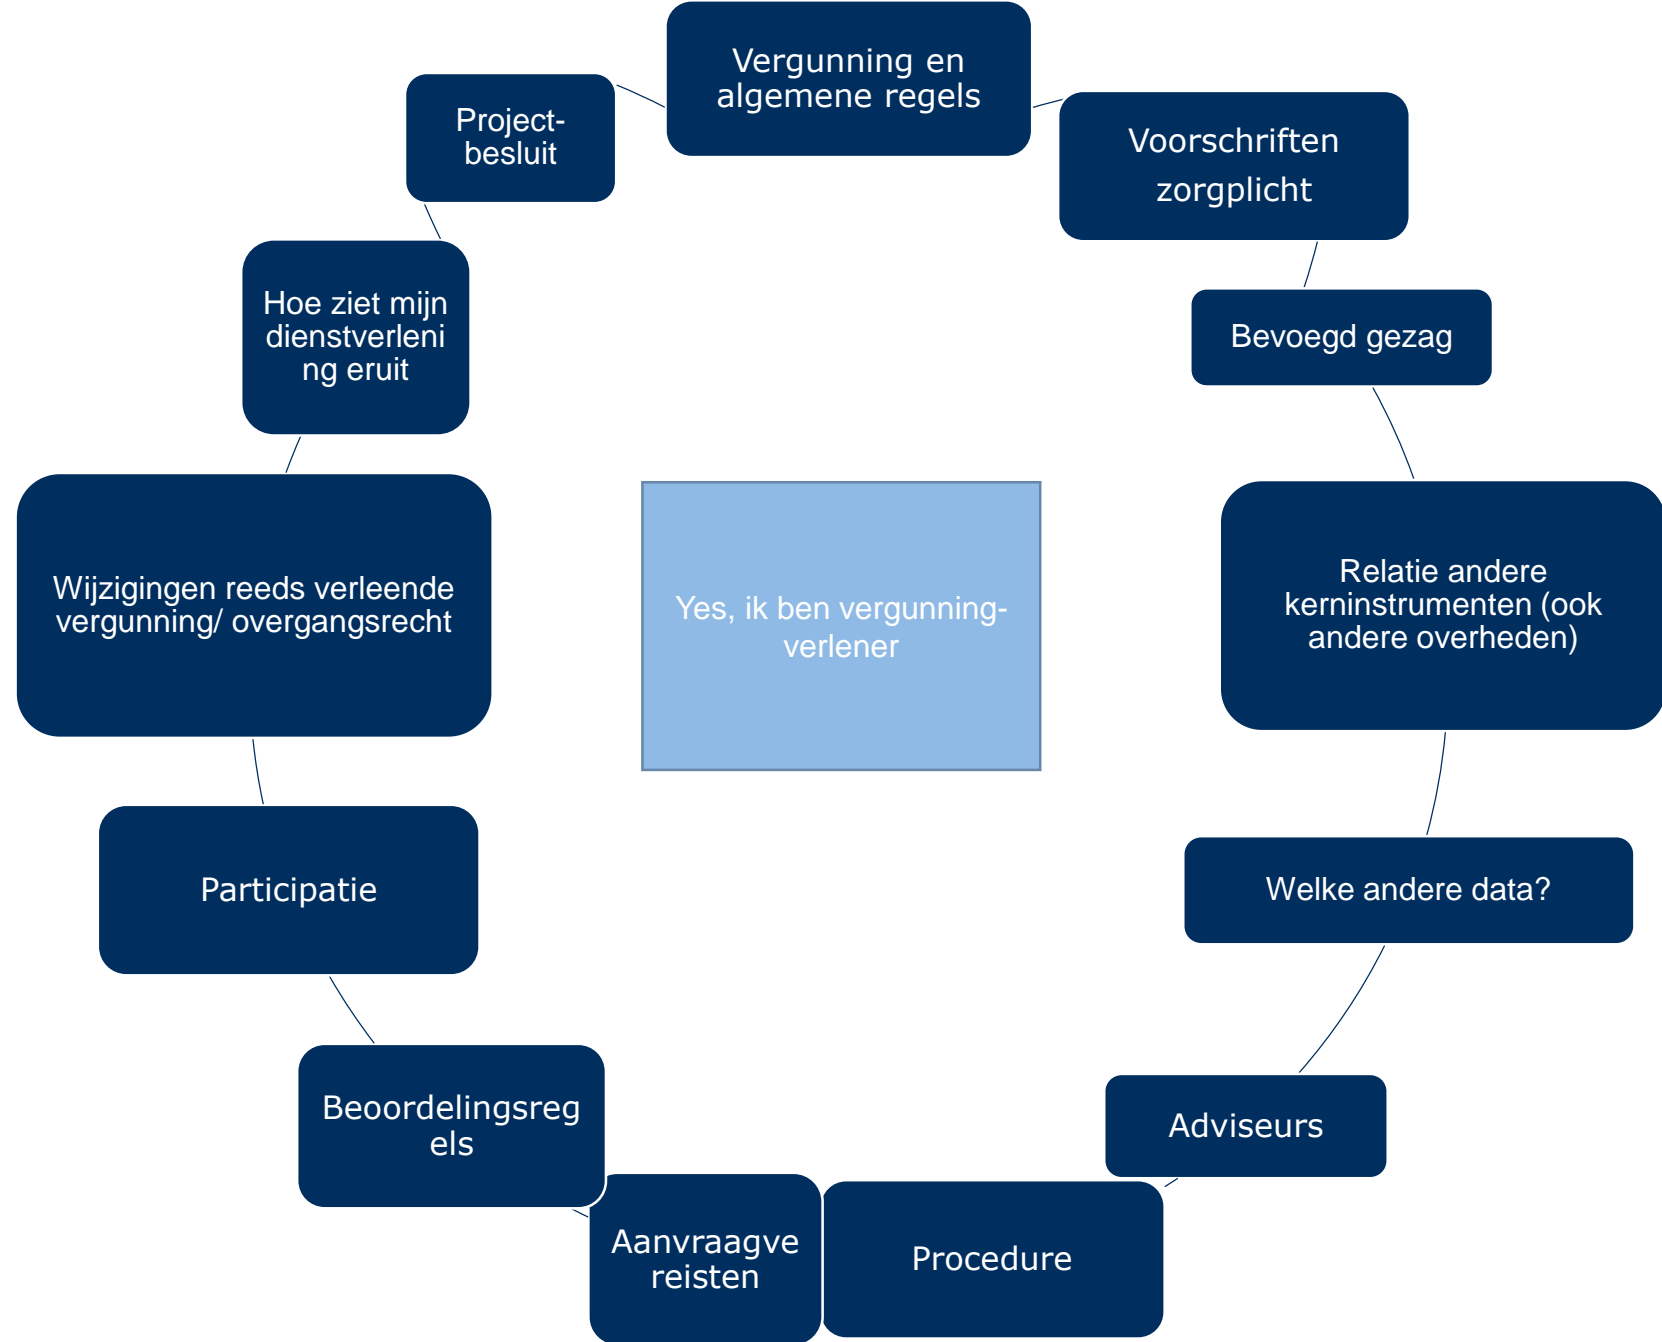 Vergunning en
algemene regels
Voorschriften
zorgplicht
Bevoegd gezag
Relatie andere
kerninstrumenten (ook
andere overheden)
Welke andere data?
Adviseurs
Procedure
Aanvraagve
reisten
Beoordelingsreg
els
Participatie
Wijzigingen reeds verleende
vergunning/ overgangsrecht
Hoe ziet mijn
dienstverleni
ng eruit
Project-
besluit
Yes, ik ben vergunning-
verlener